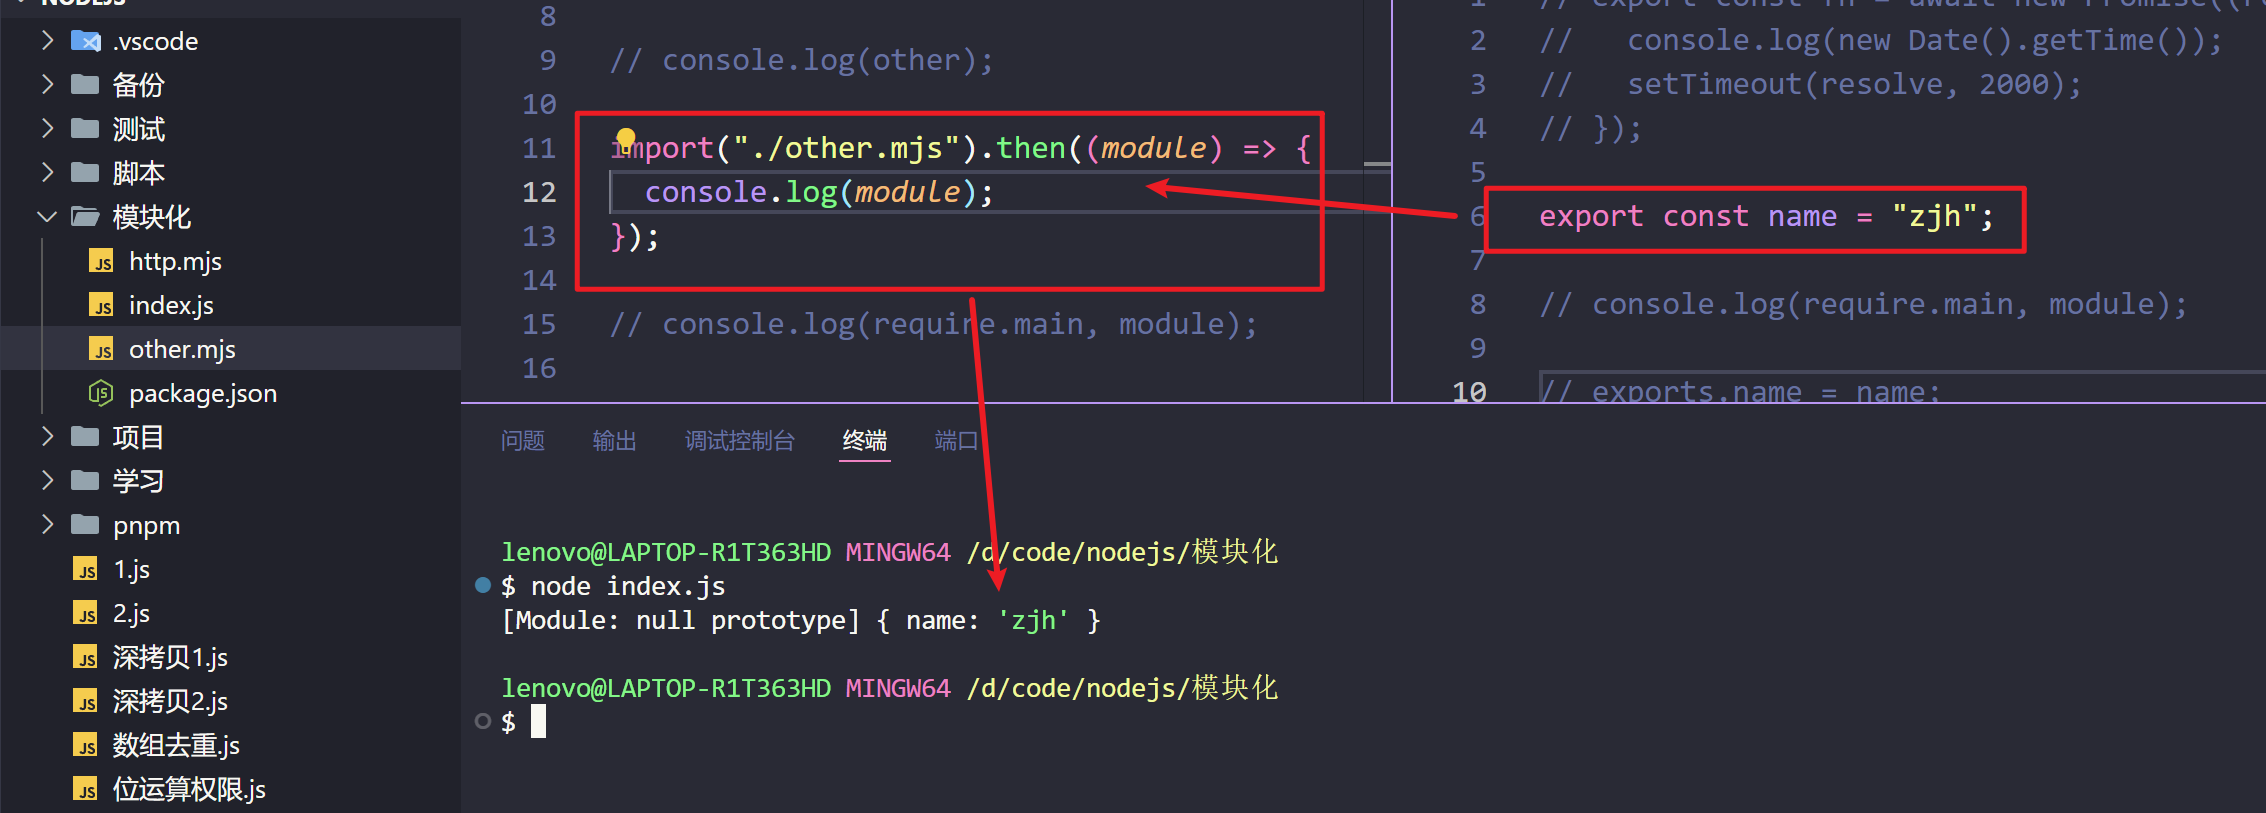 NODEJS
.vscode
备份
测试
脚本
模块化
http.mjs
index.js
other.mjs
package.json
项目
学习
pnpm
1.js
2.js
深拷贝1.js
深拷贝2.js
数组去重.js
位运算权限.js
8
9 // console.log(other);
10
11 import("./other.mjs").then((module) => {
12 console.log(module);
13 });
14
15 // console.log(require.main, module);
16
1 // export const fn = await new Promise((r
2 // console.log(new Date().getTime());
3 // setTimeout(resolve, 2000);
4 // });
5
6 export const name = "zjh";
7
8 // console.log(require.main, module);
9
10 // exports.name = name;
问题 输出 调试控制台 终端 端口
lenovo@LAPTOP-R1T363HD MINGW64 /d/code/nodejs/模块化
$ node index.js
[Module: null prototype] { name: 'zjh' }
lenovo@LAPTOP-R1T363HD MINGW64 /d/code/nodejs/模块化
$